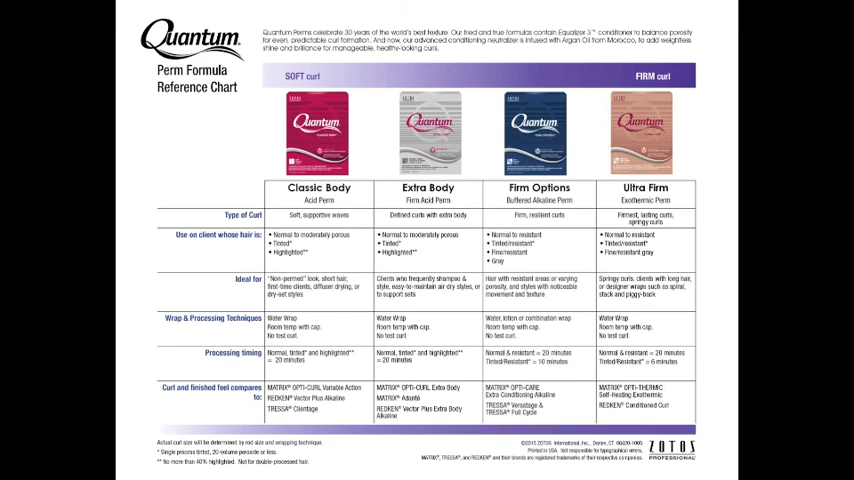 Quantum®
Perm Formula
Reference Chart
Quantum Perms celebrate 30 years of the world's best texture. Our tried and true formulas contain Equalizer 5™ conditioner to balance porosity
for even, predictable curl formation. And now, our advanced conditioning neutralizer is infused with Argan Oil from Morocco, to add weightless
shine and brilliance for manageable, healthy-looking curls.
SOFT curl
FIRM curl
Quantum
Quantum
Quantum
Quantum
Classic Body
Acid Perm
Extra Body
Firm Acid Perm
Firm Options
Buffered Alkaline Perm
Ultra Firm
Exothermic Perm
Type of Curl
Soft, supportive waves
Defined curls with extra body
Firm, resilient curls
Firmest, lasting curls,
springy curls
Use on client whose hair is:
• Normal to moderately porous
• Tinted*
• Highlighted**
• Normal to moderately porous
• Tinted*
• Highlighted**
• Normal to resistant
• Tinted/resistant*
• Fine/resistant
• Gray
• Normal to resistant
• Tinted/resistant*
• Fine/resistant gray
Ideal for
"Non-permed" look, short hair,
first-time clients, diffuser drying, or
dry-set styles
Clients who frequently shampoo &
style, easy-to-maintain air dry styles, or
to support sets
Hair with resistant areas or varying
porosity, and styles with noticeable
movement and texture
Springy curls, clients with long hair,
or designer wraps such as spiral,
stack and piggy-back
Wrap & Processing Techniques
Water Wrap
Room temp with cap.
No test curl.
Water Wrap
Room temp with cap.
No test curl.
Water, lotion or combination wrap
Room temp with cap.
No test curl.
Water Wrap
Room temp with cap.
No test curl.
Processing timing
Normal, tinted* and highlighted**
= 20 minutes
Normal, tinted* and highlighted**
= 20 minutes
Normal & resistant = 20 minutes
Tinted/Resistant* = 10 minutes
Normal & resistant = 20 minutes
Tinted/Resistant* = 6 minutes
Curl and finished feel compares
to:
MATRIX® OPTI-CURL Variable Action
REDKEN® Vector Plus Alkaline
TRESSA® Clientage
MATRIX® OPTI-CURL Extra Body
MATRIX® Adanté
REDKEN® Vector Plus Extra Body
Alkaline
MATRIX® OPTI-CARE
Extra Conditioning Alkaline
TRESSA® Versatage &
TRESSA® Full Cycle
MATRIX® OPTI-THERMIC
Self-Heating Exothermic
REDKEN® Conditioned Curl
Actual curl size will be determined by rod size and wrapping technique.
* Single process tinted, 20-volume peroxide or less.
** No more than 40% highlighted. Not for double-processed hair.
©2015 ZOTOS International, Inc., Darien, CT 06820-1005
Printed in USA. Not responsible for typographical errors.
MATRIX®, TRESSA®, and REDKEN® and their brands are registered trademarks of their respective companies.
ZOTOS
PROFESSIONAL